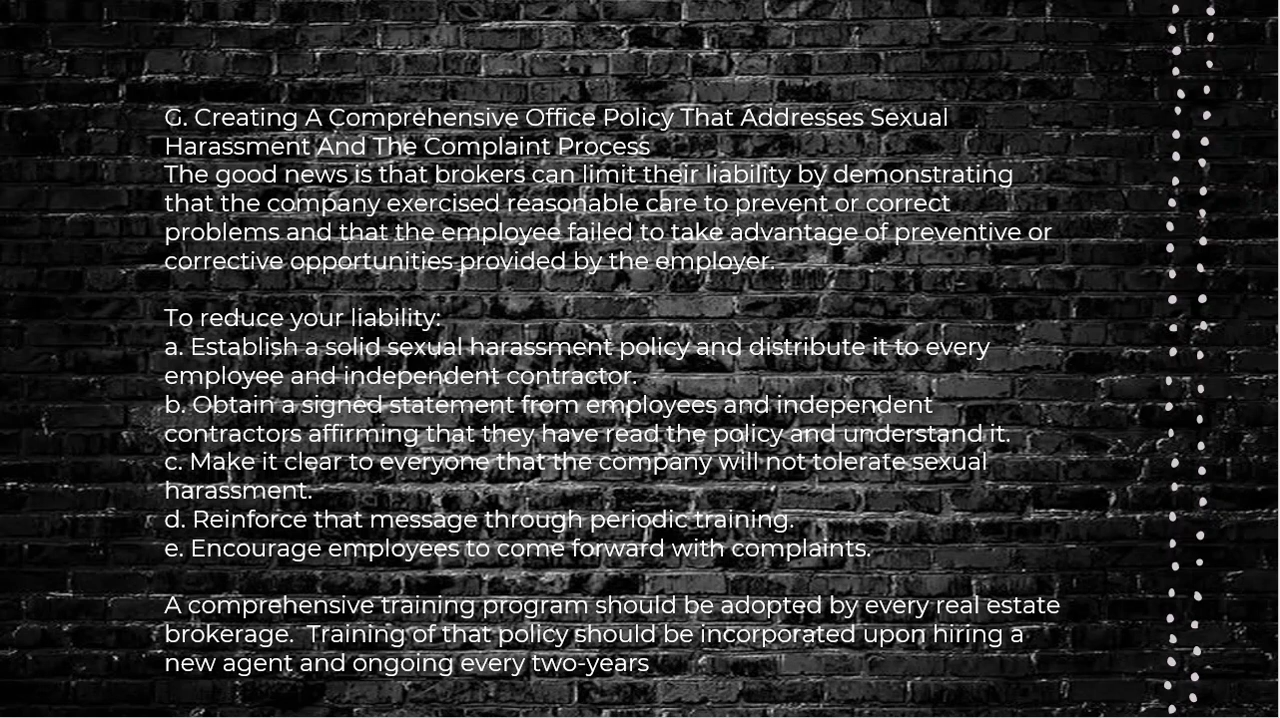 G. Creating A Comprehensive Office Policy That Addresses Sexual
Harassment And The Complaint Process
The good news is that brokers can limit their liability by demonstrating
that the company exercised reasonable care to prevent or correct
problems and that the employee failed to take advantage of preventive or
corrective opportunities provided by the employer.
To reduce your liability:
a. Establish a solid sexual harassment policy and distribute it to every
employee and independent contractor.
b. Obtain a signed statement from employees and independent
contractors affirming that they have read the policy and understand it.
c. Make it clear to everyone that the company will not tolerate sexual
harassment.
d. Reinforce that message through periodic training.
e. Encourage employees to come forward with complaints.
A comprehensive training program should be adopted by every real estate
brokerage.  Training of that policy should be incorporated upon hiring a
new agent and ongoing every two-years